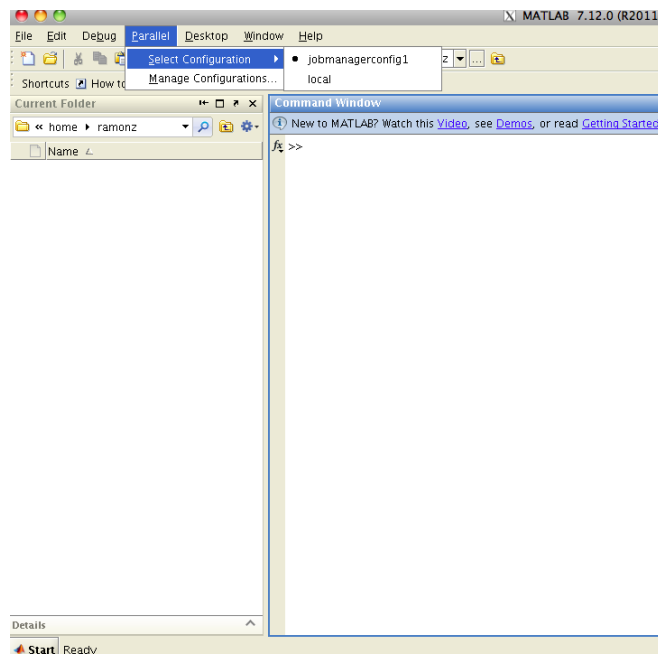 MATLAB 7.12.0 (R2011
File Edit Debug Parallel Desktop Window Help
Select Configuration jobmanagerconfig1 z ...
Shortcuts How to Manage Configurations... local
Current Folder Command Window
« home ramonz New to MATLAB? Watch this Video, see Demos, or read Getting Started
Name fx >>
Details
Start Ready